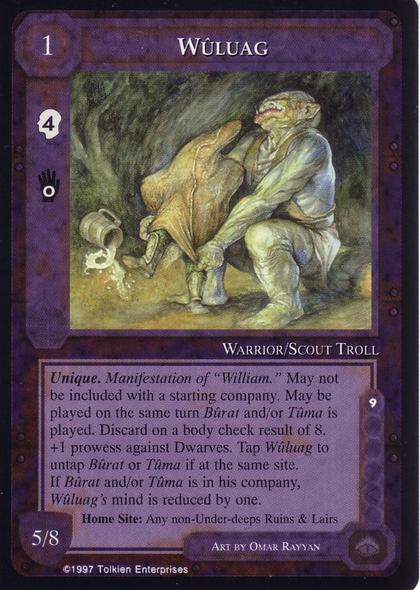 1
WÛLUAG
4
0
WARRIOR/SCOUT TROLL
Unique. Manifestation of “William.” May not
be included with a starting company. May be
played on the same turn Bûrat and/or Tûma is
played. Discard on a body check result of 8.
+1 prowess against Dwarves. Tap Wûluag to
untap Bûrat or Tûma if at the same site.
If Bûrat and/or Tûma is in his company,
Wûluag’s mind is reduced by one.
9
Home Site: Any non-Under-deeps Ruins & Lairs
5/8
ART BY OMAR RAYYAN
©1997 Tolkien Enterprises